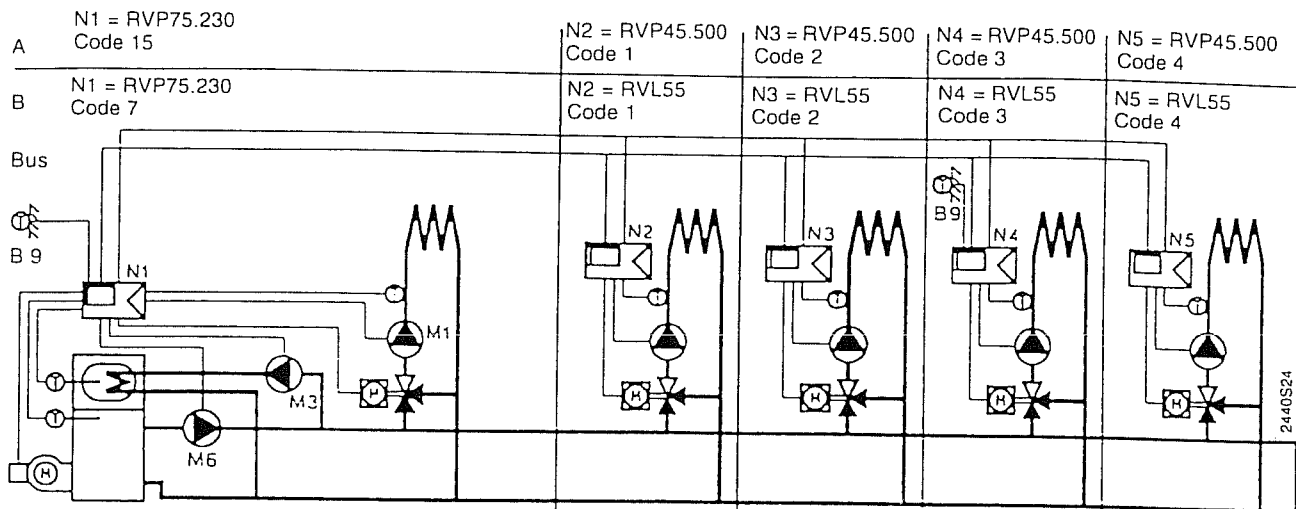 A
N1 = RVP75.230
Code 15
N2 = RVP45.500
Code 1
N3 = RVP45.500
Code 2
N4 = RVP45.500
Code 3
N5 = RVP45.500
Code 4
B
N1 = RVP75.230
Code 7
N2 = RVL55
Code 1
N3 = RVL55
Code 2
N4 = RVL55
Code 3
N5 = RVL55
Code 4
Bus
T
B9
N1
T
M1
T
T
M3
M
M6
M
N2
T
M
N3
T
M
T
B9
N4
T
M
N5
T
M
2440S24